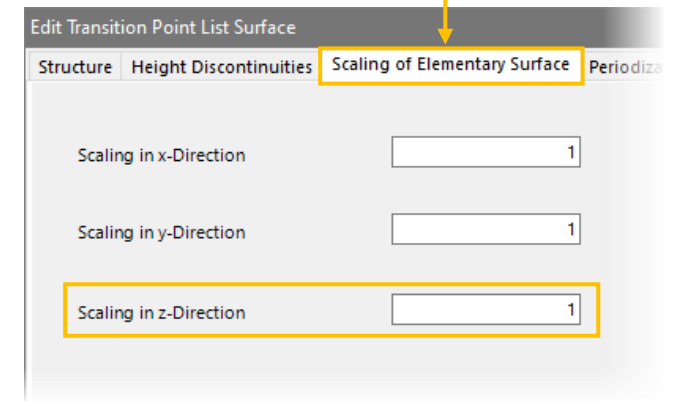 Edit Transition Point List Surface
Structure Height Discontinuities Scaling of Elementary Surface Periodiza
Scaling in x-Direction 1
Scaling in y-Direction 1
Scaling in z-Direction 1